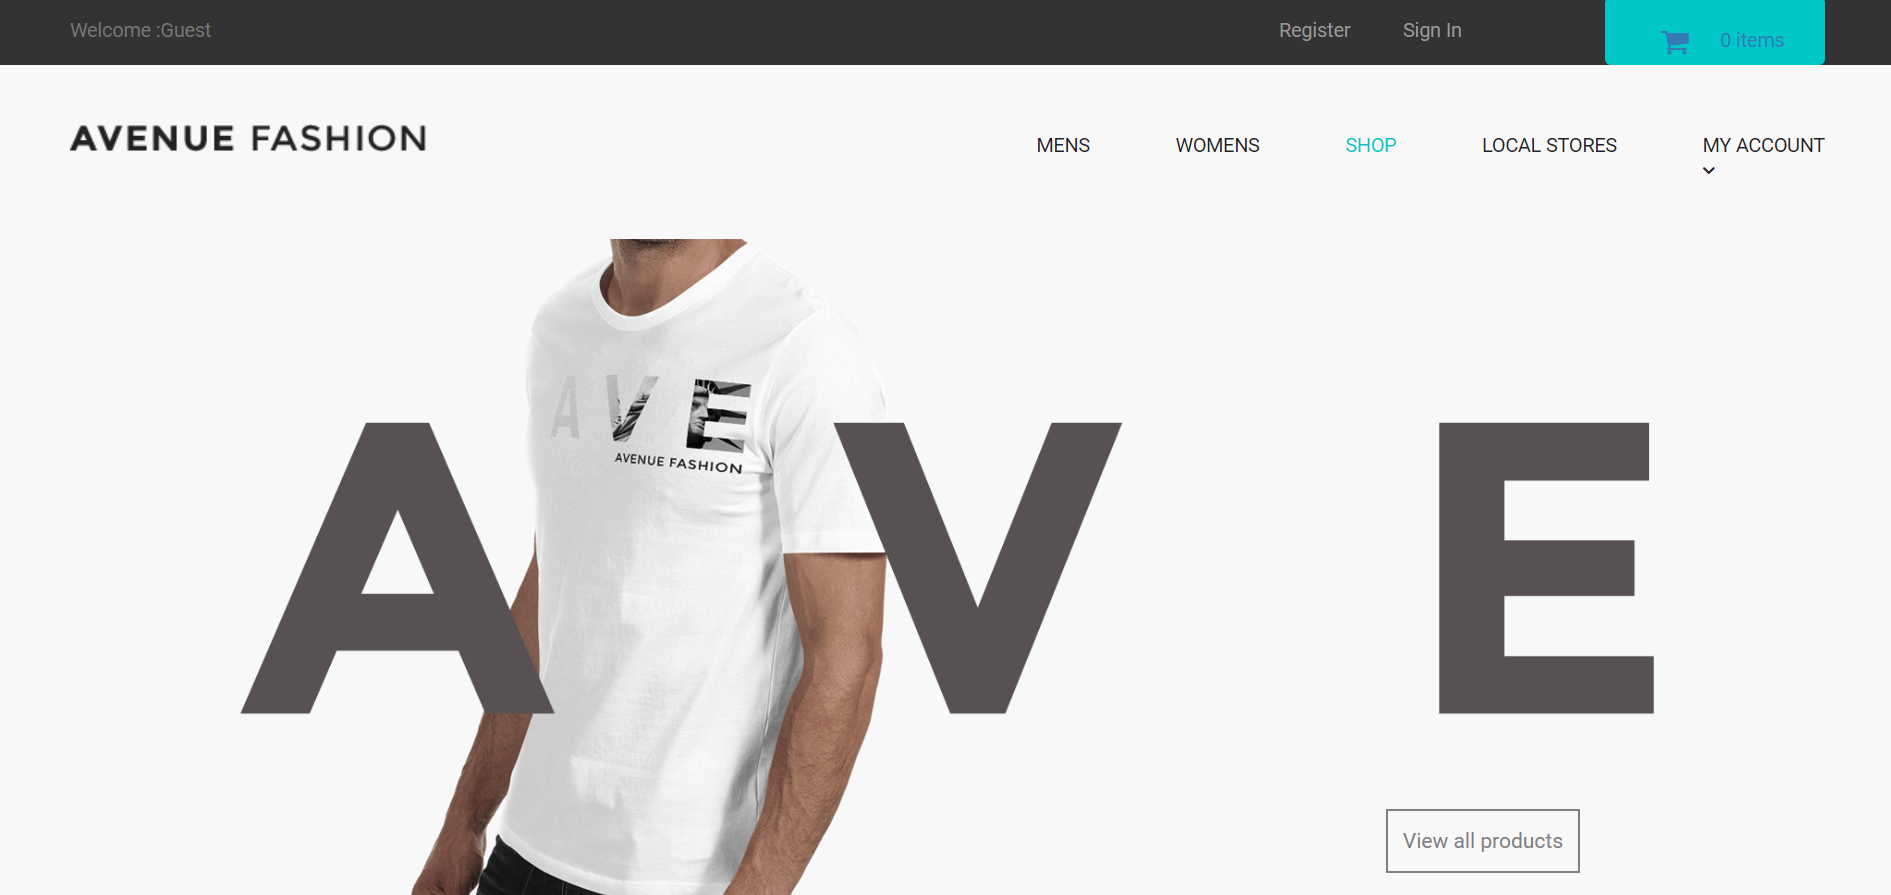 Welcome :Guest
Register
Sign In
0 items
AVENUE FASHION
MENS
WOMENS
SHOP
LOCAL STORES
MY ACCOUNT
AVE
AVENUE FASHION
A V E
View all products